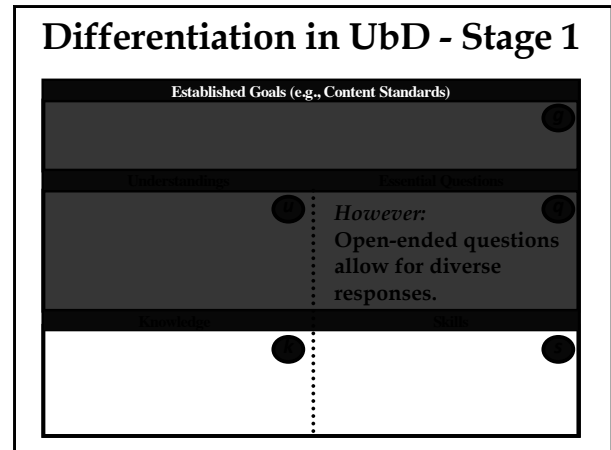 Differentiation in UbD - Stage 1
Established Goals (e.g., Content Standards)
g
Understandings
Essential Questions
u
q
However:
Open-ended questions
allow for diverse
responses.
Knowledge
Skills
k
s